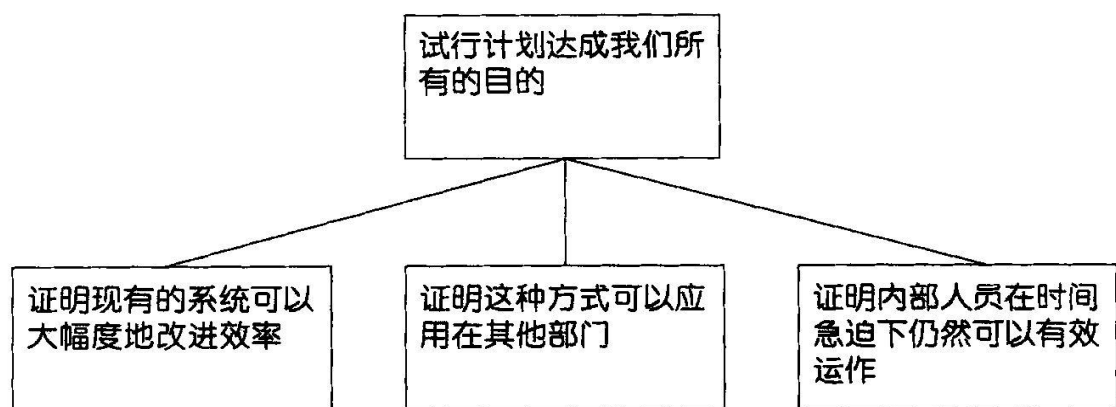 试行计划达成我们所
有的目的
证明现有的系统可以
大幅度地改进效率
证明这种方式可以应
用在其他部门
证明内部人员在时间
急迫下仍然可以有效
运作